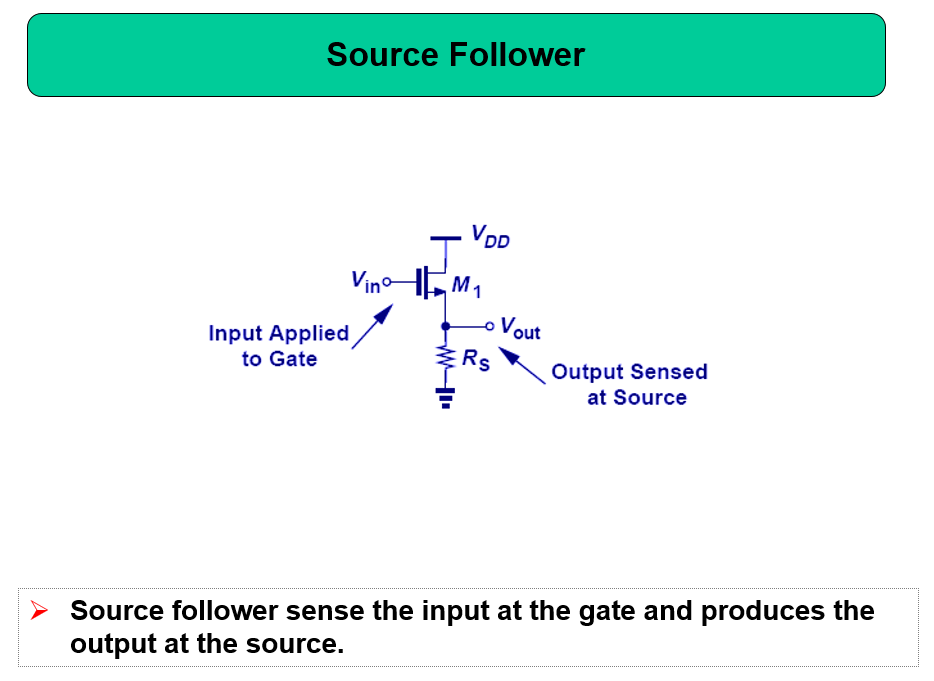 Source Follower
VDD
Vin
M1
Input Applied
to Gate
Vout
RS
Output Sensed
at Source
Source follower sense the input at the gate and produces the
output at the source.